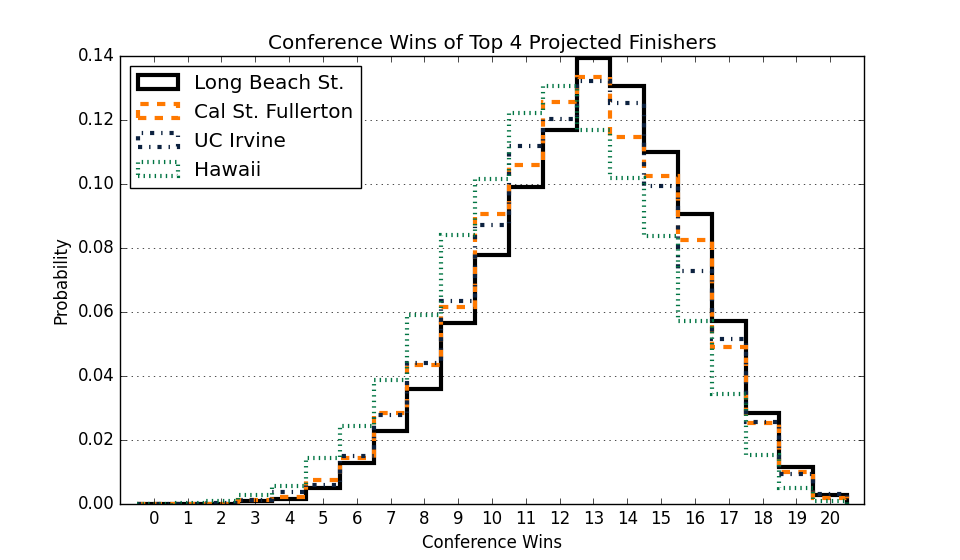 Conference Wins of Top 4 Projected Finishers
Long Beach St.
Cal St. Fullerton
UC Irvine
Hawaii
0.14
0.12
0.10
0.08
0.06
0.04
0.02
0.00
Probability
0 1 2 3 4 5 6 7 8 9 10 11 12 13 14 15 16 17 18 19 20
Conference Wins